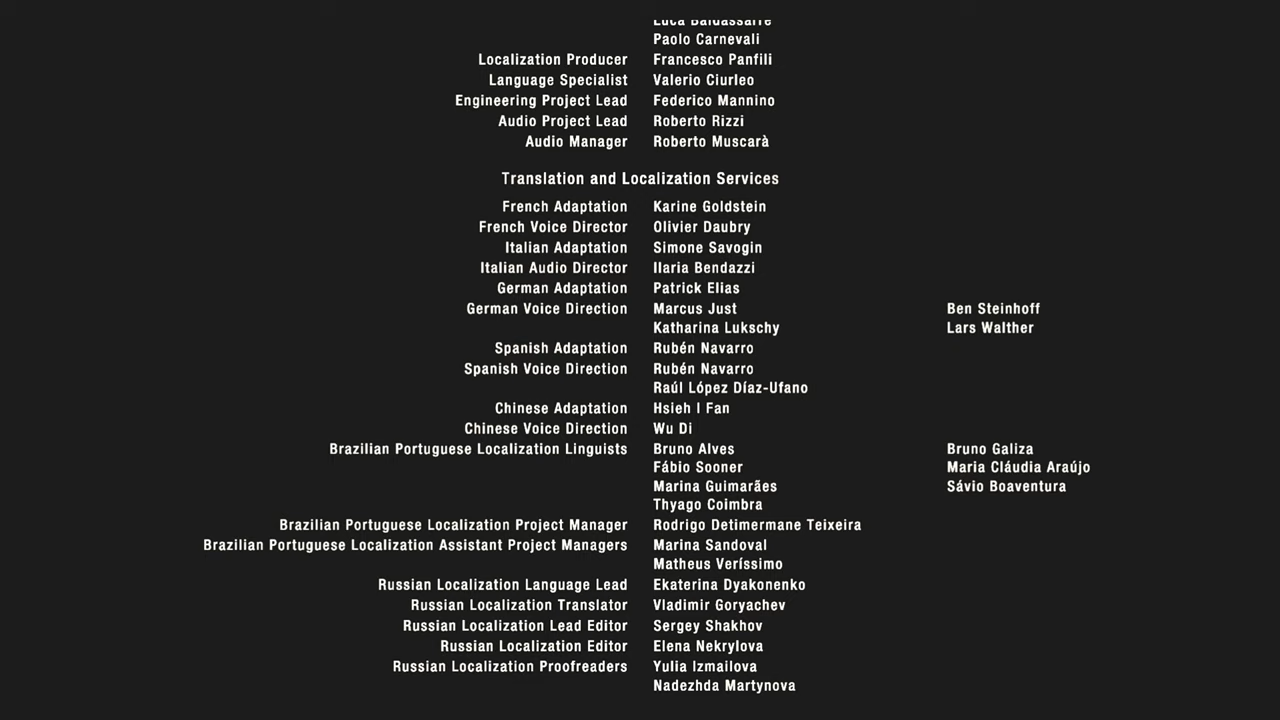 Luca Baldassarre
Paolo Carnevali
Localization Producer Francesco Panfili
Language Specialist Valerio Ciurleo
Engineering Project Lead Federico Mannino
Audio Project Lead Roberto Rizzi
Audio Manager Roberto Muscarà
Translation and Localization Services
French Adaptation Karine Goldstein
French Voice Director Olivier Daubry
Italian Adaptation Simone Savogin
Italian Audio Director Ilaria Bendazzi
German Adaptation Patrick Elias
German Voice Direction Marcus Just Ben Steinhoff
Katharina Lukschy Lars Walther
Spanish Adaptation Rubén Navarro
Spanish Voice Direction Rubén Navarro
Raúl López Díaz-Ufano
Chinese Adaptation Hsieh I Fan
Chinese Voice Direction Wu Di
Brazilian Portuguese Localization Linguists Bruno Alves Bruno Galiza
Fábio Sooner Maria Cláudia Araújo
Marina Guimarães Sávio Boaventura
Thyago Coimbra
Brazilian Portuguese Localization Project Manager Rodrigo Detimermane Teixeira
Brazilian Portuguese Localization Assistant Project Managers Marina Sandoval
Matheus Veríssimo
Russian Localization Language Lead Ekaterina Dyakonenko
Russian Localization Translator Vladimir Goryachev
Russian Localization Lead Editor Sergey Shakhov
Russian Localization Editor Elena Nekrylova
Russian Localization Proofreaders Yulia Izmailova
Nadezhda Martynova